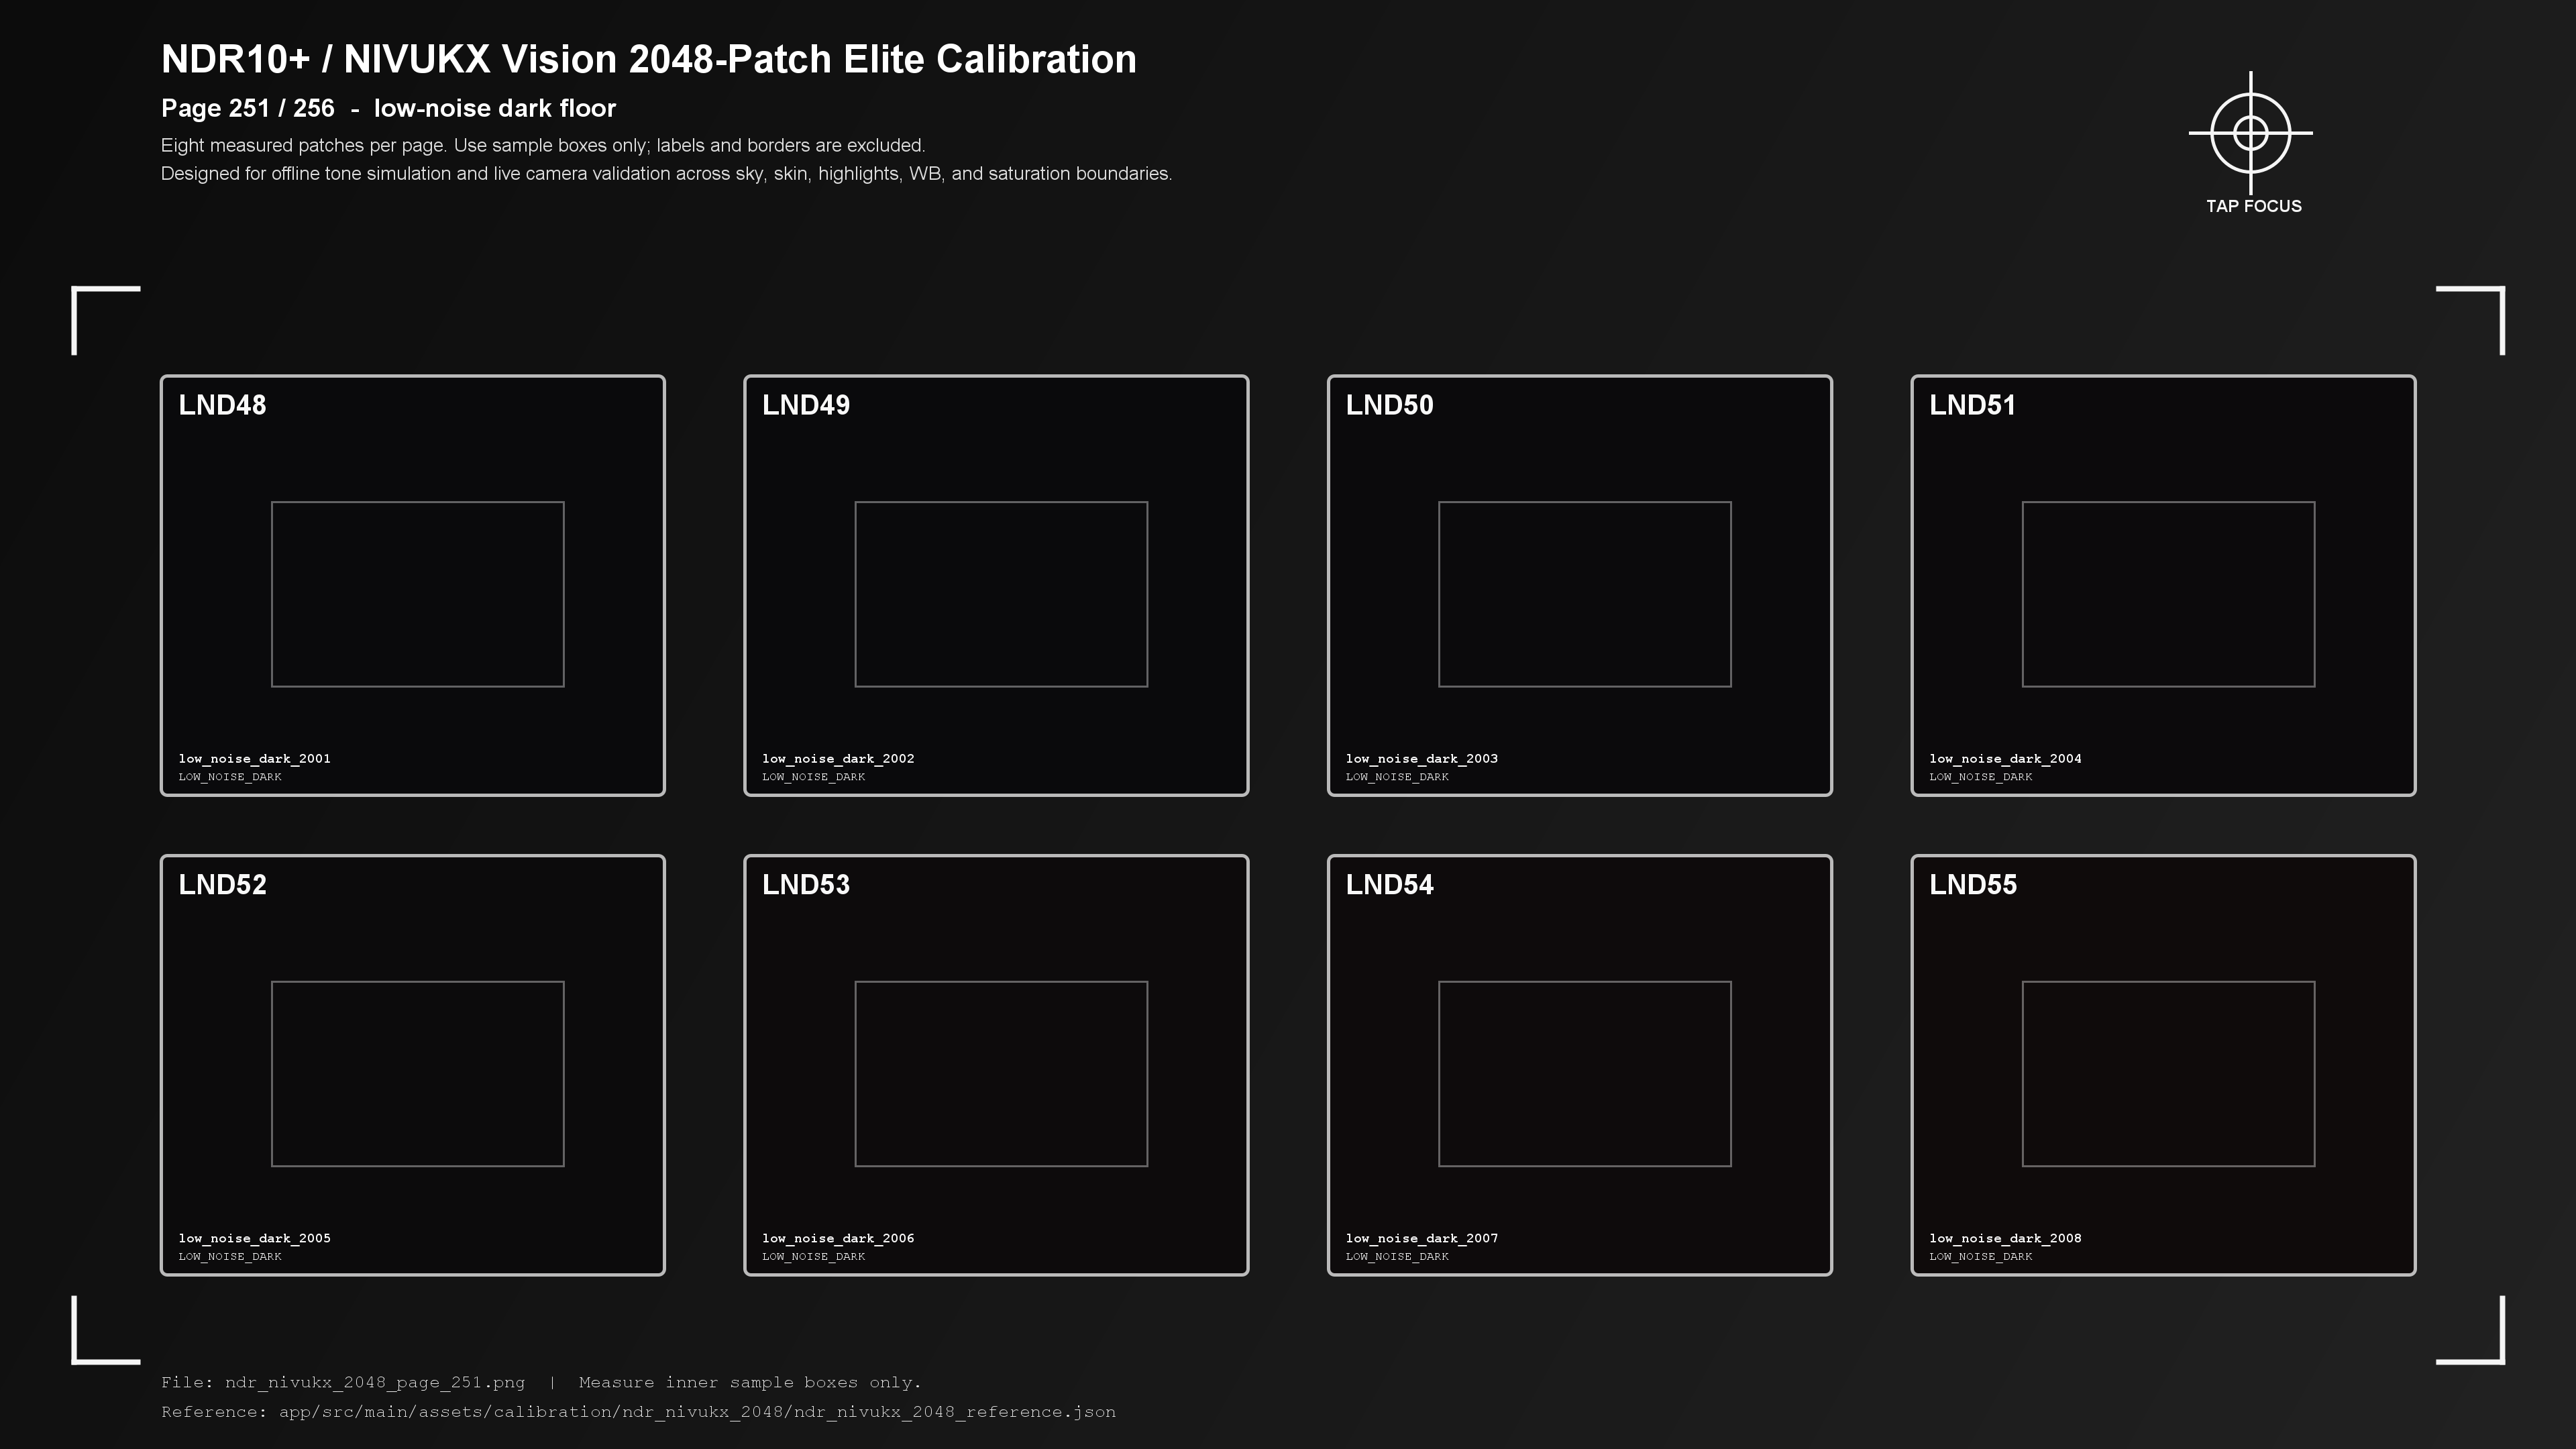 NDR10+ / NIVUKX Vision 2048-Patch Elite Calibration
Page 251 / 256 - low-noise dark floor
Eight measured patches per page. Use sample boxes only; labels and borders are excluded.
Designed for offline tone simulation and live camera validation across sky, skin, highlights, WB, and saturation boundaries.
TAP FOCUS
LND48
low_noise_dark_2001
LOW_NOISE_DARK
LND49
low_noise_dark_2002
LOW_NOISE_DARK
LND50
low_noise_dark_2003
LOW_NOISE_DARK
LND51
low_noise_dark_2004
LOW_NOISE_DARK
LND52
low_noise_dark_2005
LOW_NOISE_DARK
LND53
low_noise_dark_2006
LOW_NOISE_DARK
LND54
low_noise_dark_2007
LOW_NOISE_DARK
LND55
low_noise_dark_2008
LOW_NOISE_DARK
File: ndr_nivukx_2048_page_251.png | Measure inner sample boxes only.
Reference: app/src/main/assets/calibration/ndr_nivukx_2048/ndr_nivukx_2048_reference.json